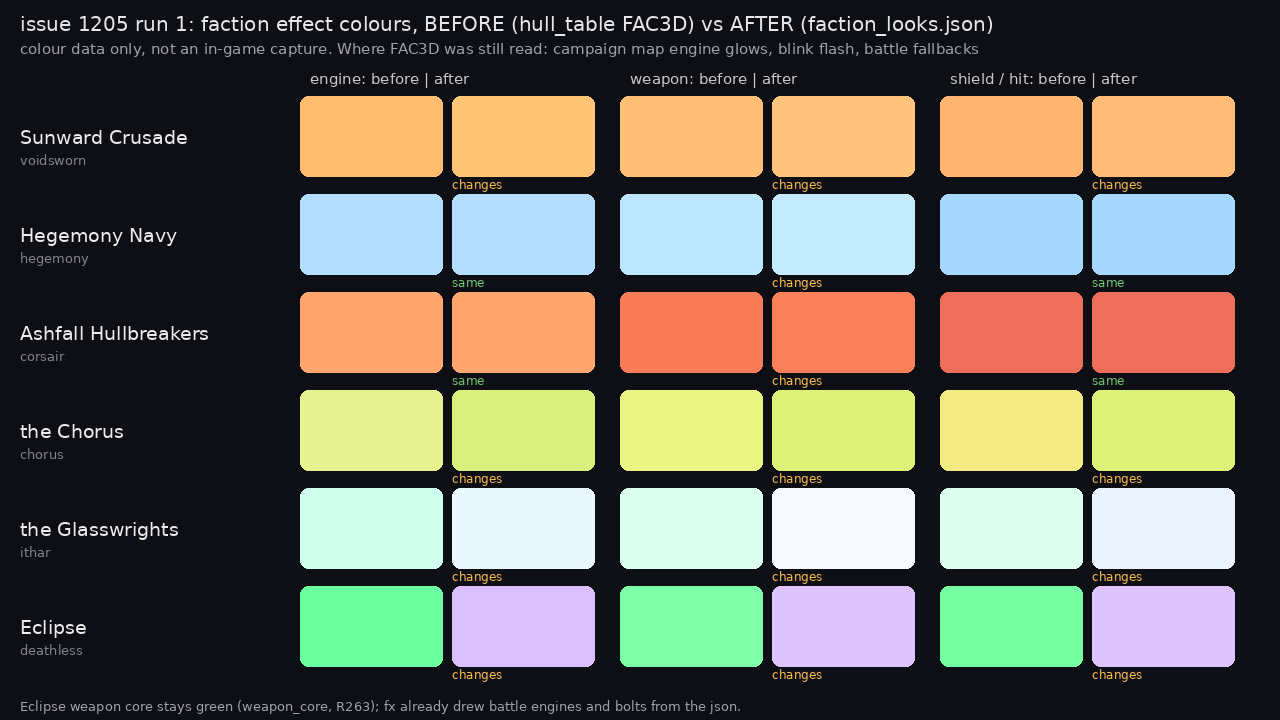 issue 1205 run 1: faction effect colours, BEFORE (hull_table FAC3D) vs AFTER (faction_looks.json)
colour data only, not an in-game capture. Where FAC3D was still read: campaign map engine glows, blink flash, battle fallbacks
engine: before | after
weapon: before | after
shield / hit: before | after
Sunward Crusade
voidsworn
changes
changes
changes
Hegemony Navy
hegemony
same
changes
same
Ashfall Hullbreakers
corsair
same
changes
same
the Chorus
chorus
changes
changes
changes
the Glasswrights
ithar
changes
changes
changes
Eclipse
deathless
changes
changes
changes
Eclipse weapon core stays green (weapon_core, R263); fx already drew battle engines and bolts from the json.